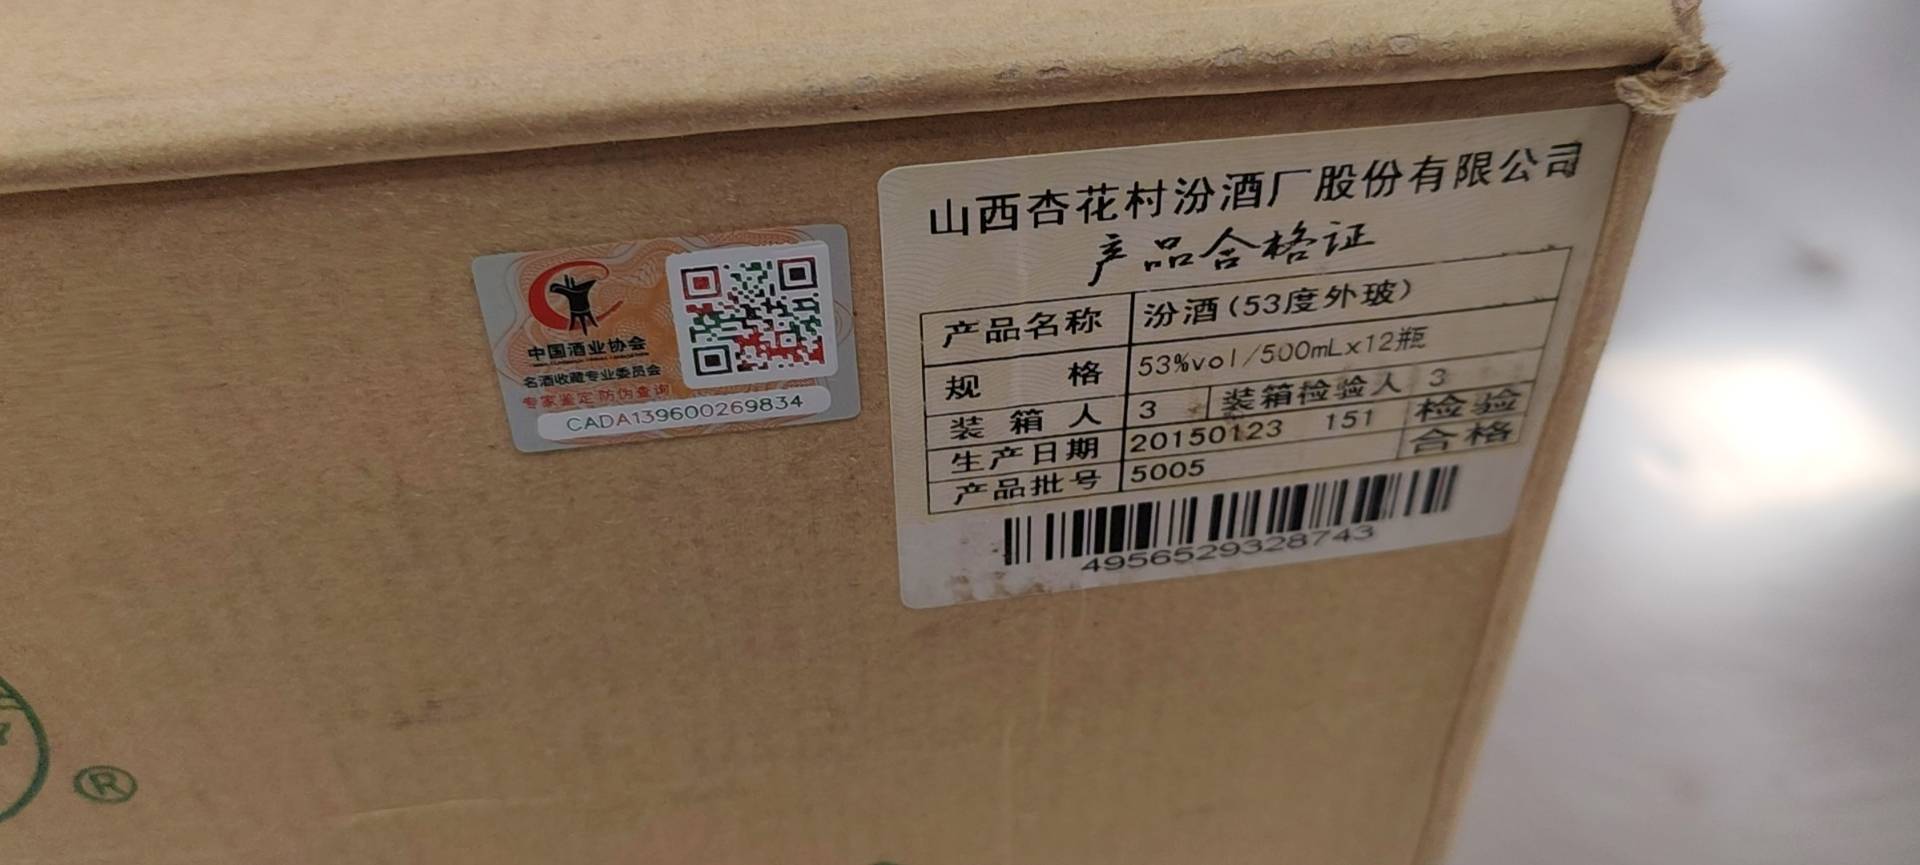 中国酒业协会
名酒收藏专业委员会
专家鉴定防伪查询
CADA139600269834
山西杏花村汾酒厂股份有限公司
产品合格证
产品名称 汾酒(53度外玻)
规格 53%vol/500mLx12瓶
装箱人 3 装箱检验人 3
生产日期 20150123 151 检验
产品批号 5005 合格
4956529328743
®